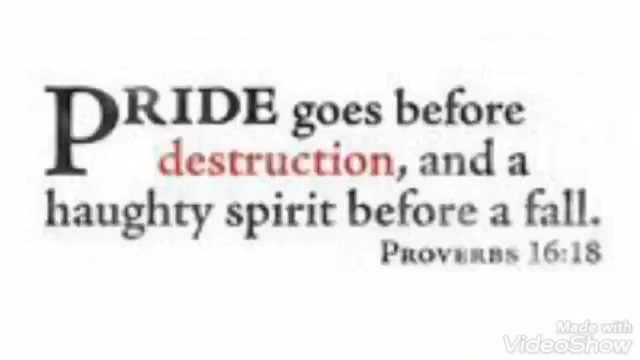 PRIDE goes before
destruction, and a
haughty spirit before a fall.
PROVERBS 16:18
Made with
VideoShow